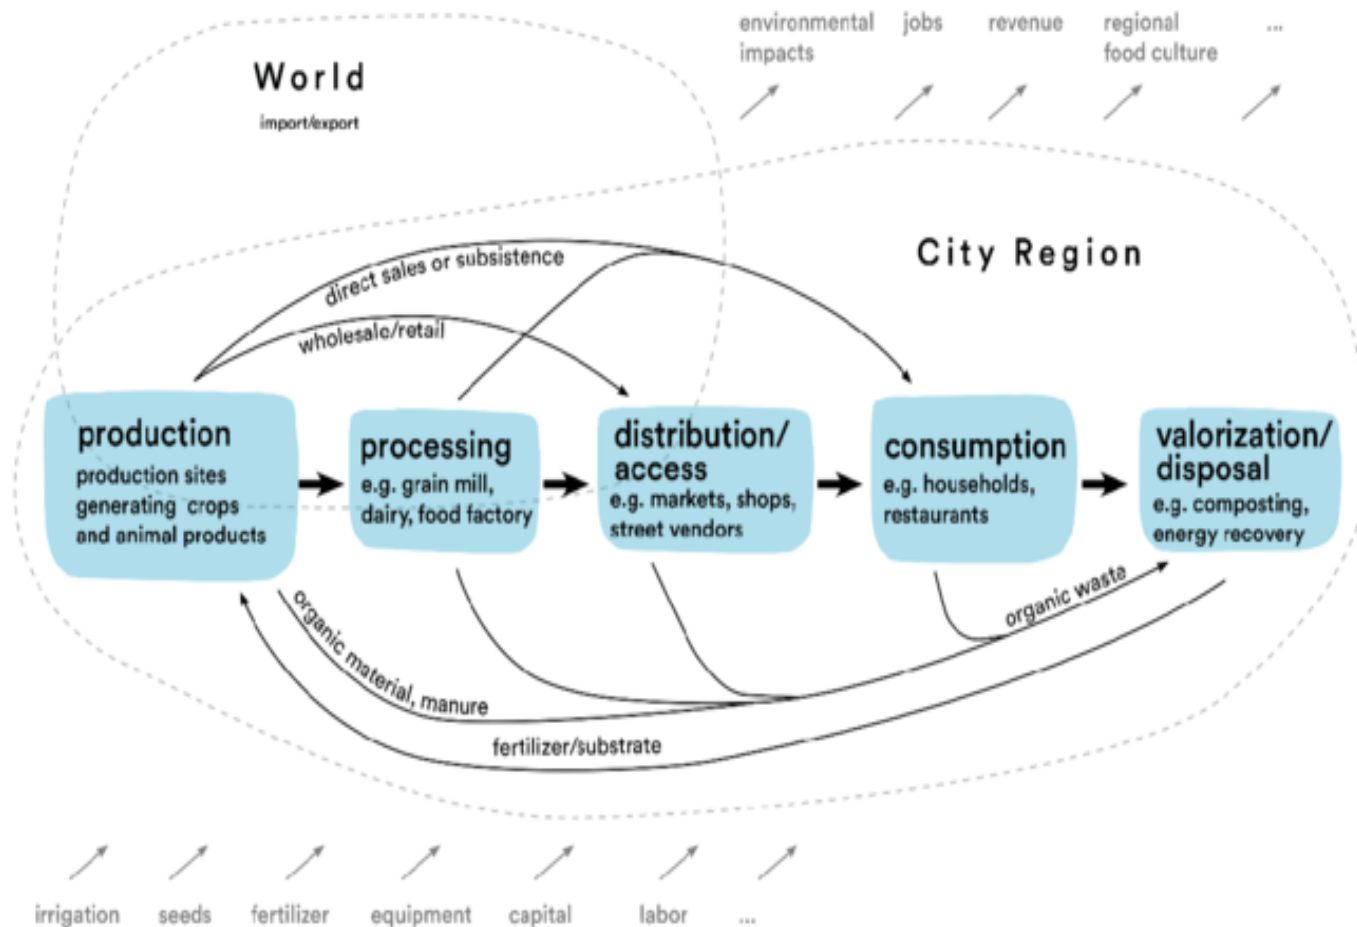 environmental
impacts
jobs
revenue
regional
food culture
...
World
import/export
City Region
direct sales or subsistence
wholesale/retail
production
production sites
generating crops
and animal products
processing
e.g. grain mill,
dairy, food factory
distribution/
access
e.g. markets, shops,
street vendors
consumption
e.g. households,
restaurants
valorization/
disposal
e.g. composting,
energy recovery
organic material, manure
organic waste
fertilizer/substrate
irrigation
seeds
fertilizer
equipment
capital
labor
...